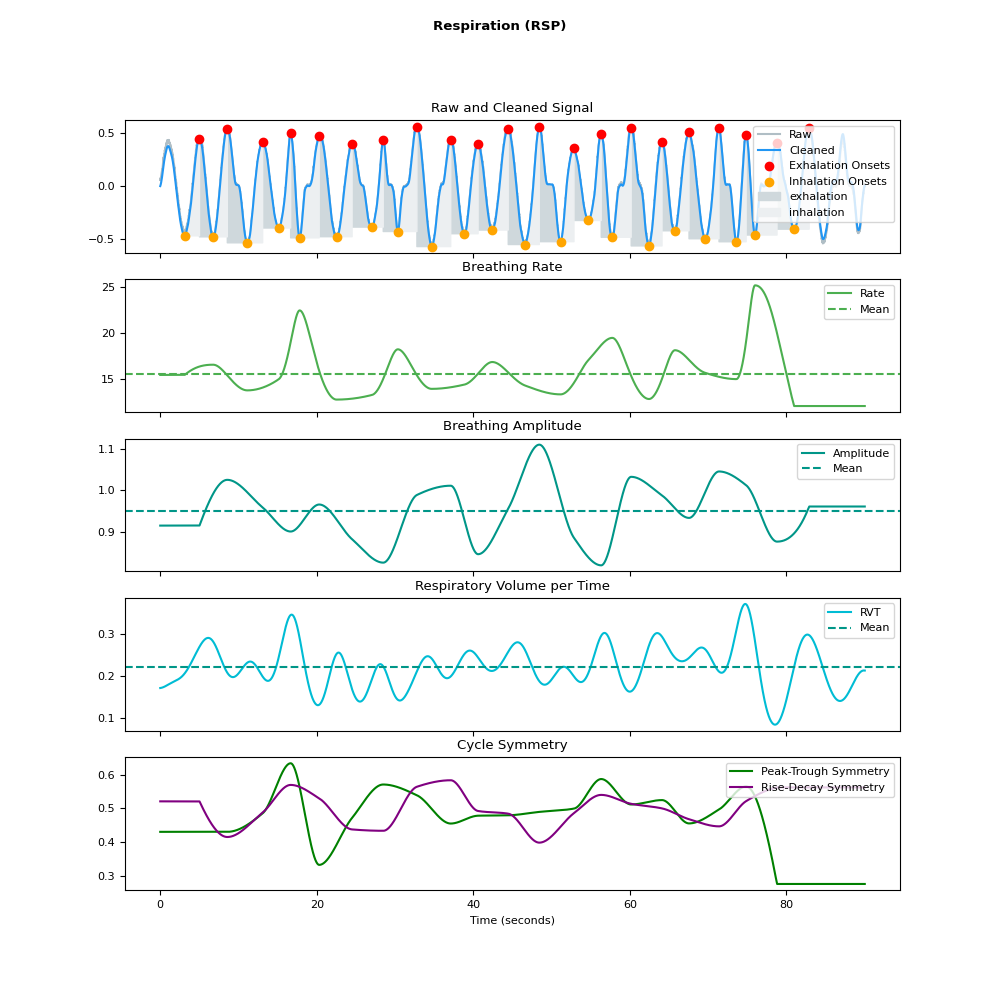 Respiration (RSP)
Raw and Cleaned Signal
0.5
0.0
−0.5
Raw
Cleaned
Exhalation Onsets
Inhalation Onsets
exhalation
inhalation
Breathing Rate
25
20
15
Rate
Mean
Breathing Amplitude
1.1
1.0
0.9
Amplitude
Mean
Respiratory Volume per Time
0.3
0.2
0.1
RVT
Mean
Cycle Symmetry
0.6
0.5
0.4
0.3
Peak-Trough Symmetry
Rise-Decay Symmetry
0 20 40 60 80
Time (seconds)